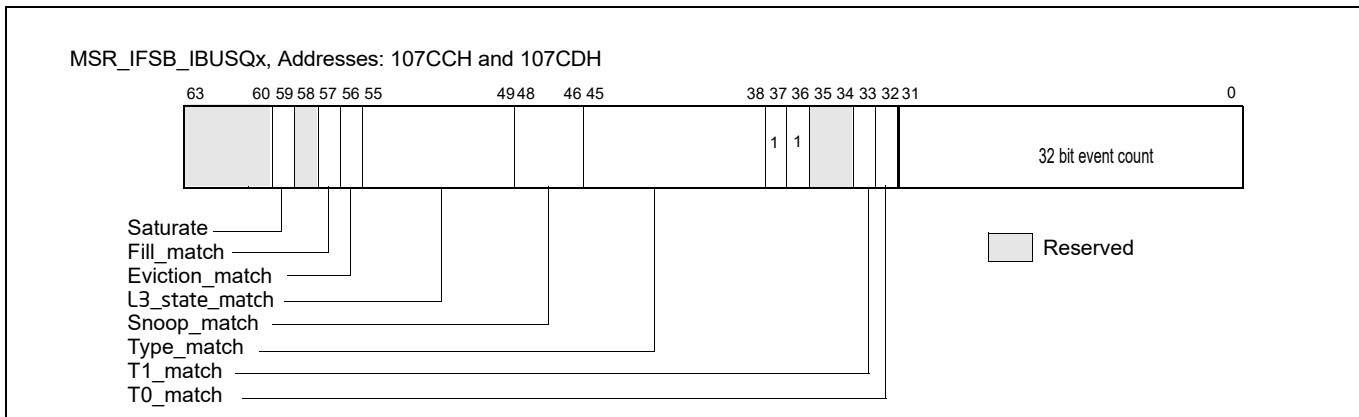 MSR_IFSB_IBUSQx, Addresses: 107CCH and 107CDH
63 60 59 58 57 56 55 49 48 46 45 38 37 36 35 34 33 32 31 0
1 1 32 bit event count
Saturate
Fill_match
Eviction_match
L3_state_match
Snoop_match
Type_match
T1_match
T0_match
Reserved